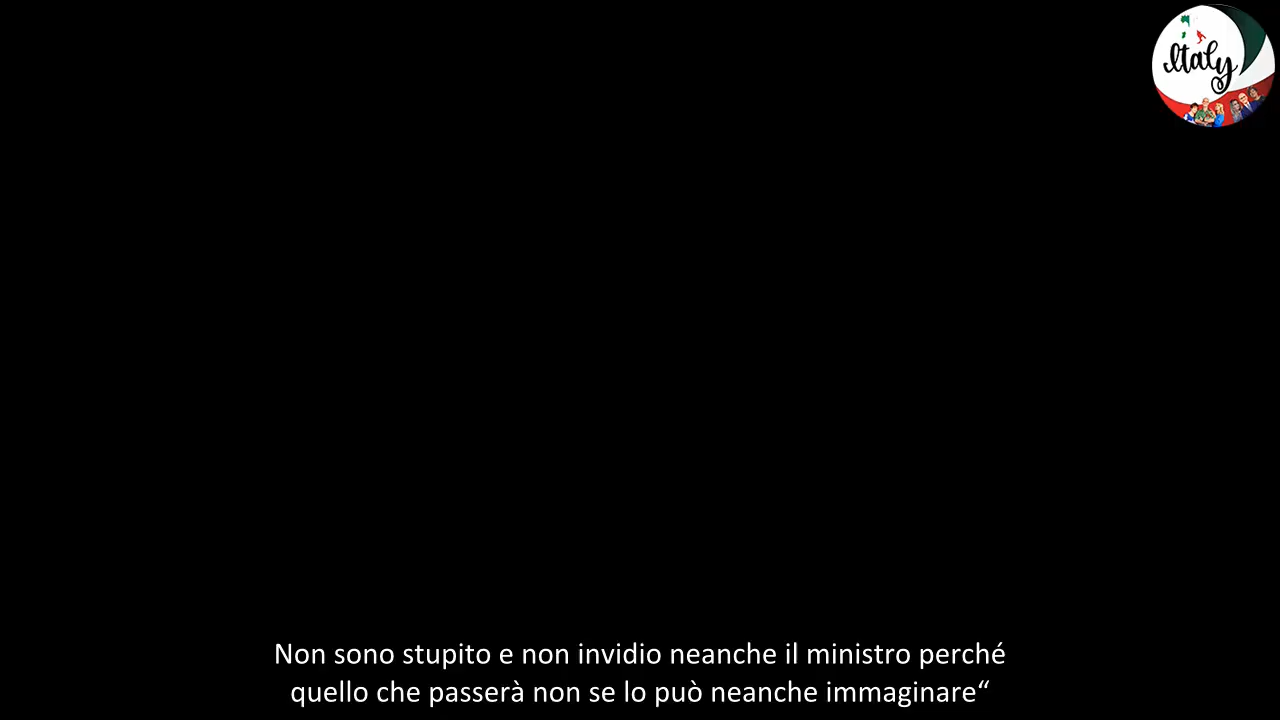 Italy
Non sono stupito e non invidio neanche il ministro perché
quello che passerà non se lo può neanche immaginare“